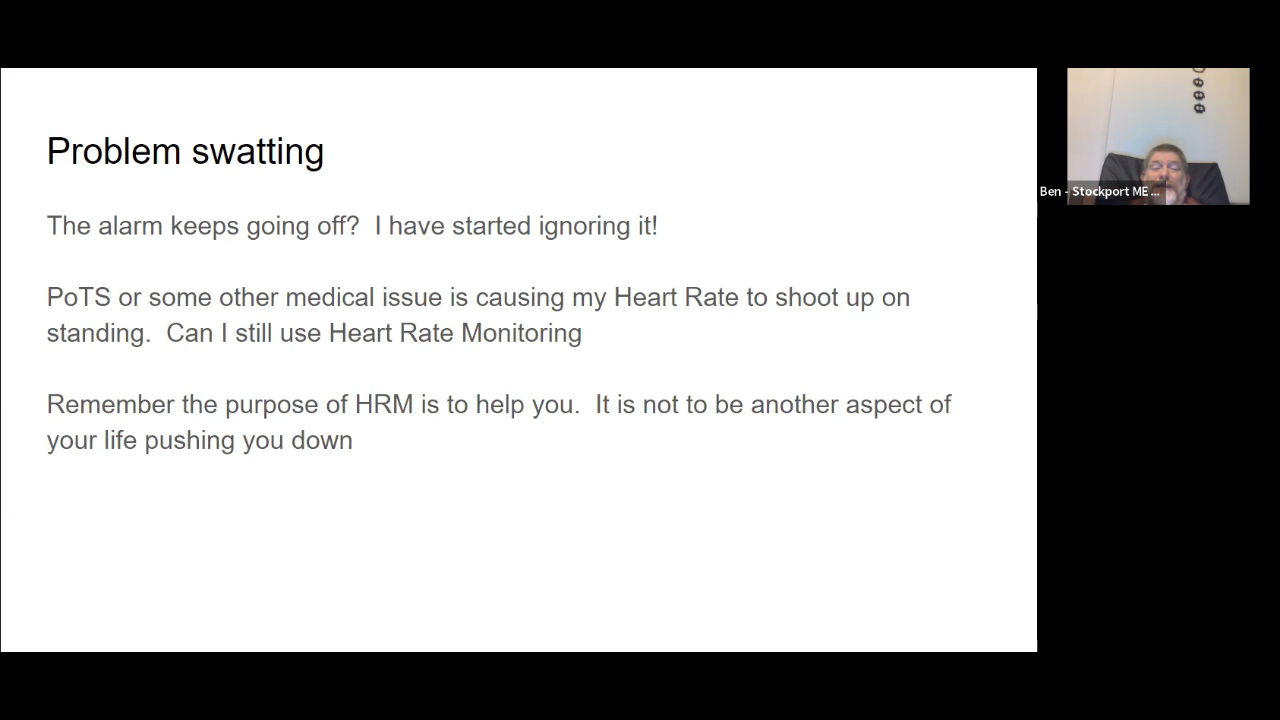 Problem swatting
The alarm keeps going off?  I have started ignoring it!
PoTS or some other medical issue is causing my Heart Rate to shoot up on
standing.  Can I still use Heart Rate Monitoring
Remember the purpose of HRM is to help you.  It is not to be another aspect of
your life pushing you down
Ben - Stockport ME ...